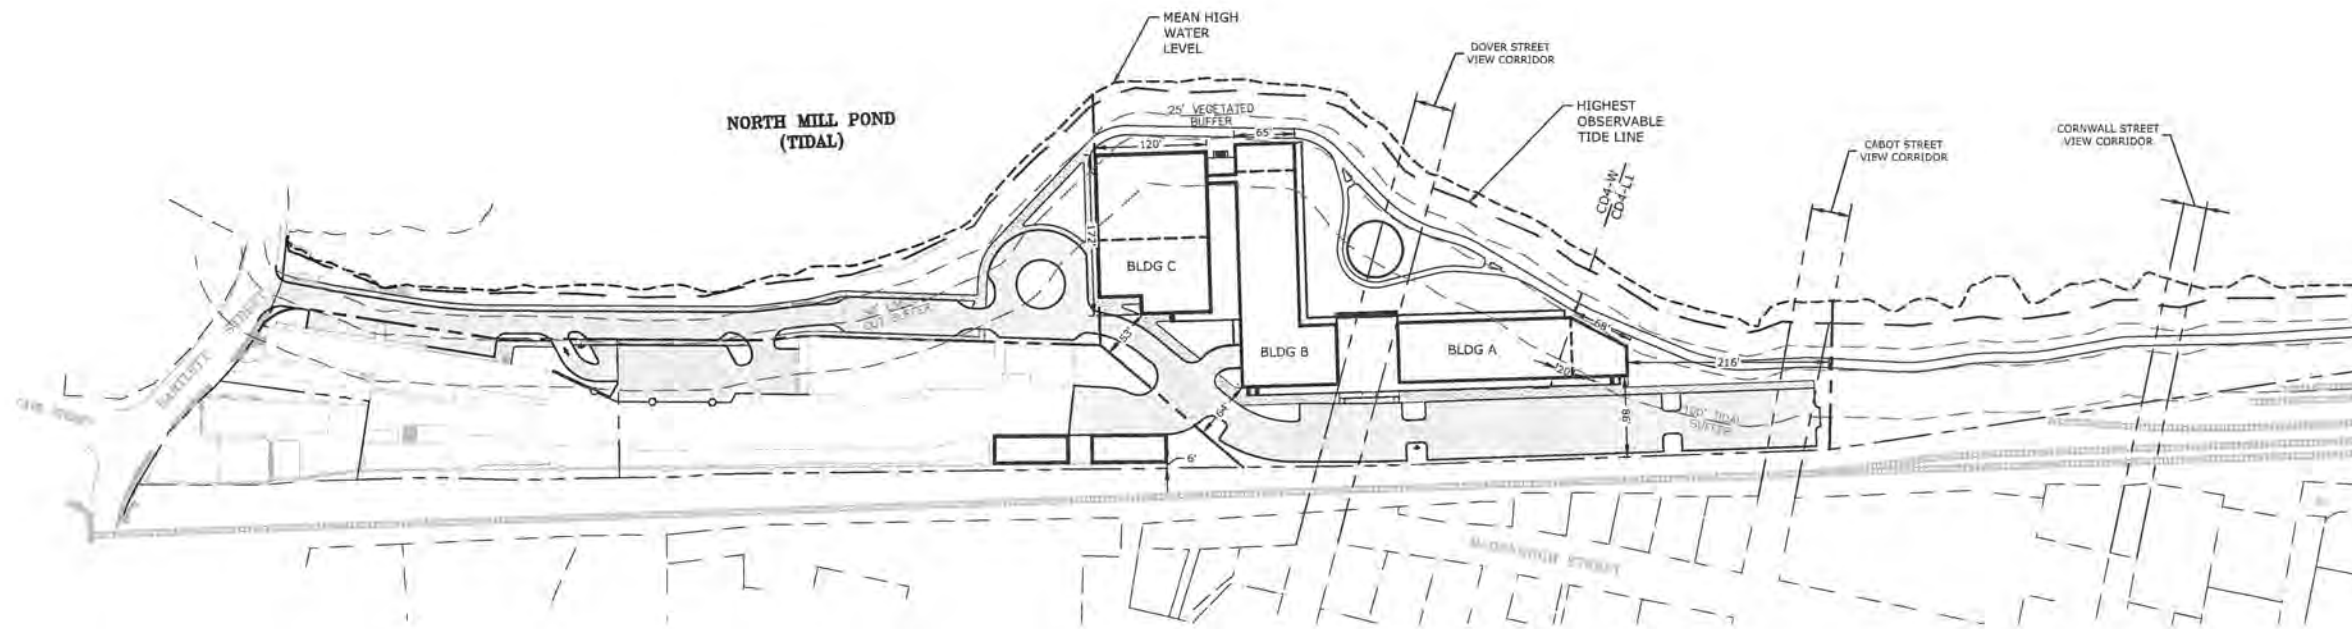 MEAN HIGH
WATER
LEVEL
DOVER STREET
VIEW CORRIDOR
NORTH MILL POND
(TIDAL)
25' VEGETATED
BUFFER
HIGHEST
OBSERVABLE
TIDE LINE
CABOT STREET
VIEW CORRIDOR
CORNWALL STREET
VIEW CORRIDOR
120'
65'
CD4-W
CD4-L1
172'
BLDG C
BLDG B
BLDG A
53'
68'
216'
120'
64'
98'
100' TIDAL
BUFFER
6'
BARTLETT
STREET
McDONOUGH STREET